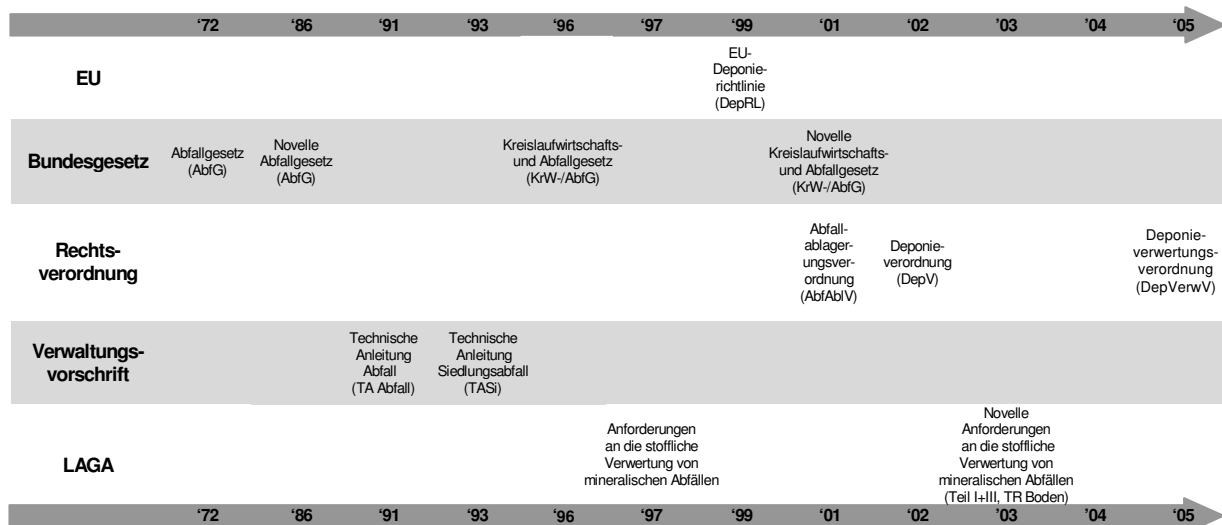 ‘72 ‘86 ‘91 ‘93 ‘96 ‘97 ‘99 ‘01 ‘02 ‘03 ‘04 ‘05
EU
EU-
Deponie-
richtlinie
(DepRL)
Bundesgesetz
Abfallgesetz
(AbfG)
Novelle
Abfallgesetz
(AbfG)
Kreislaufwirtschafts-
und Abfallgesetz
(KrW-/AbfG)
Novelle
Kreislaufwirtschafts-
und Abfallgesetz
(KrW-/AbfG)
Rechts-
verordnung
Abfall-
ablager-
ungsver-
ordnung
(AbfAblV)
Deponie-
verordnung
(DepV)
Deponie-
verwertungs-
verordnung
(DepVerwV)
Verwaltungs-
vorschrift
Technische
Anleitung
Abfall
(TA Abfall)
Technische
Anleitung
Siedlungsabfall
(TASi)
LAGA
Anforderungen
an die stoffliche
Verwertung von
mineralischen Abfällen
Novelle
Anforderungen
an die stoffliche
Verwertung von
mineralischen Abfällen
(Teil I+III, TR Boden)
‘72 ‘86 ‘91 ‘93 ‘96 ‘97 ‘99 ‘01 ‘02 ‘03 ‘04 ‘05